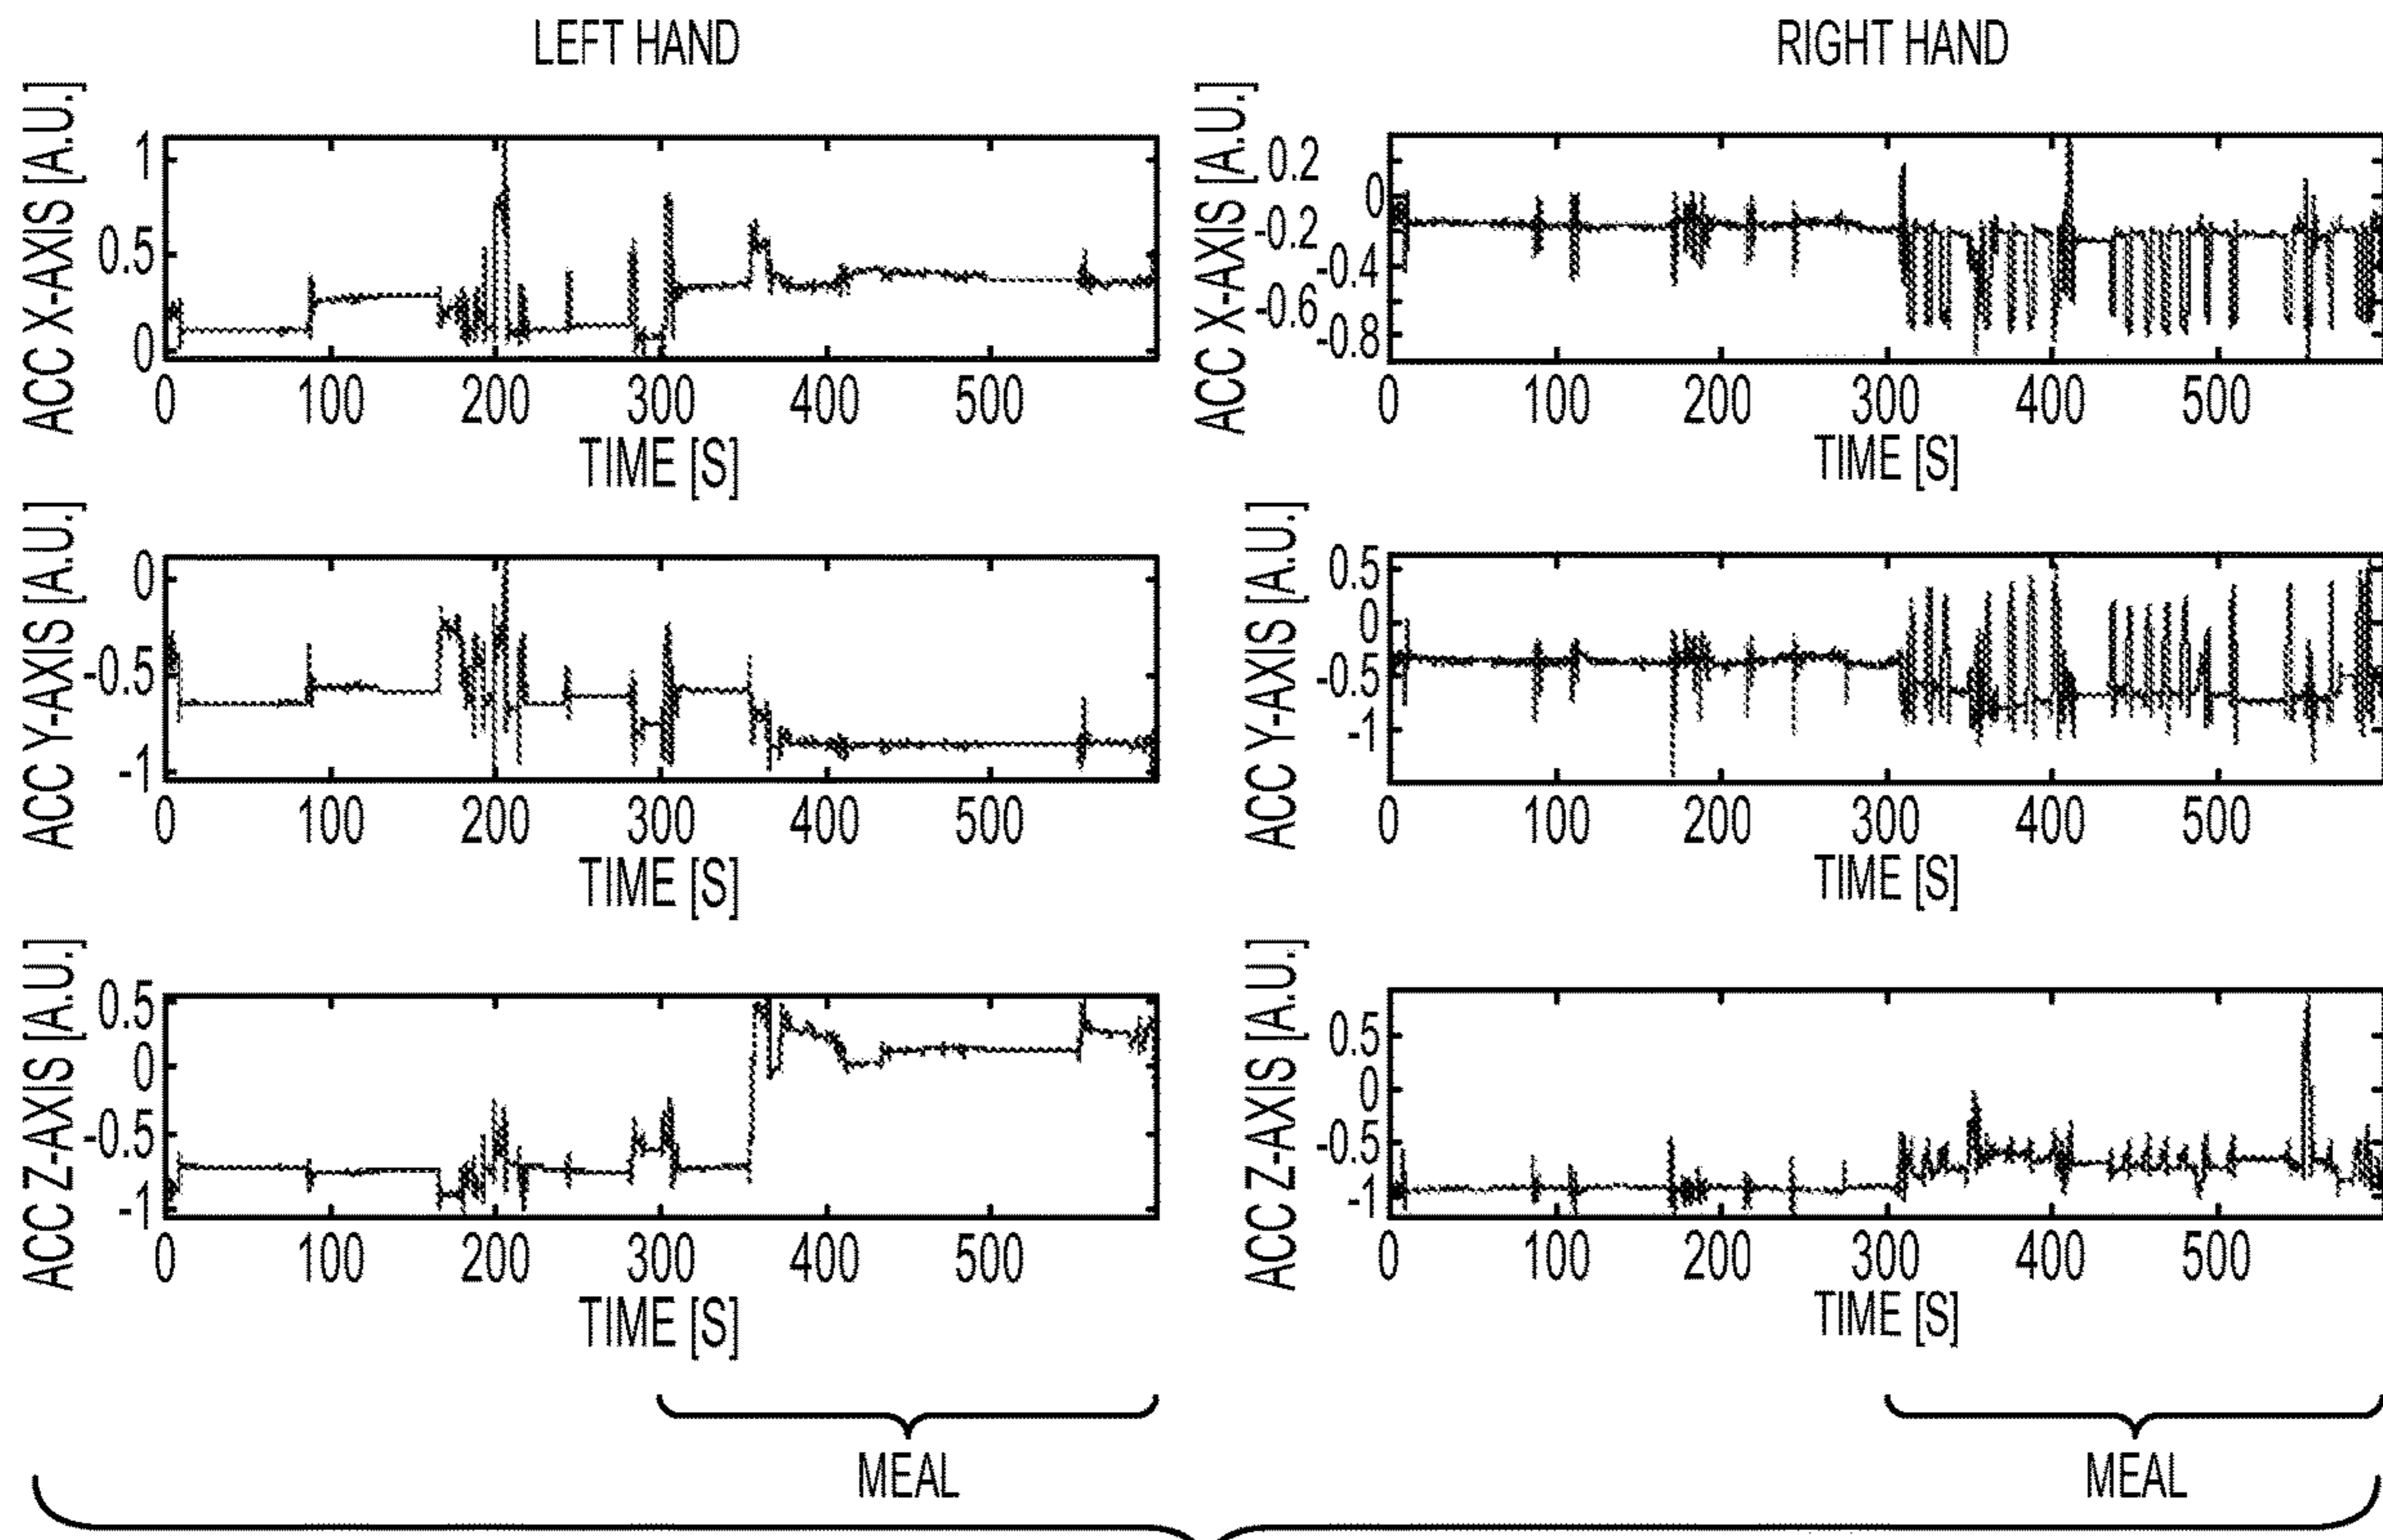 LEFT HAND
ACC X-AXIS [A.U.]
1
0.5
0
0 100 200 300 400 500
TIME [S]
ACC Y-AXIS [A.U.]
0
-0.5
-1
0 100 200 300 400 500
TIME [S]
ACC Z-AXIS [A.U.]
0.5
0
-0.5
-1
0 100 200 300 400 500
TIME [S]
MEAL
RIGHT HAND
ACC X-AXIS [A.U.]
0.2
0
-0.2
-0.4
-0.6
-0.8
0 100 200 300 400 500
TIME [S]
ACC Y-AXIS [A.U.]
0.5
0
-0.5
-1
0 100 200 300 400 500
TIME [S]
ACC Z-AXIS [A.U.]
0.5
0
-0.5
-1
0 100 200 300 400 500
TIME [S]
MEAL